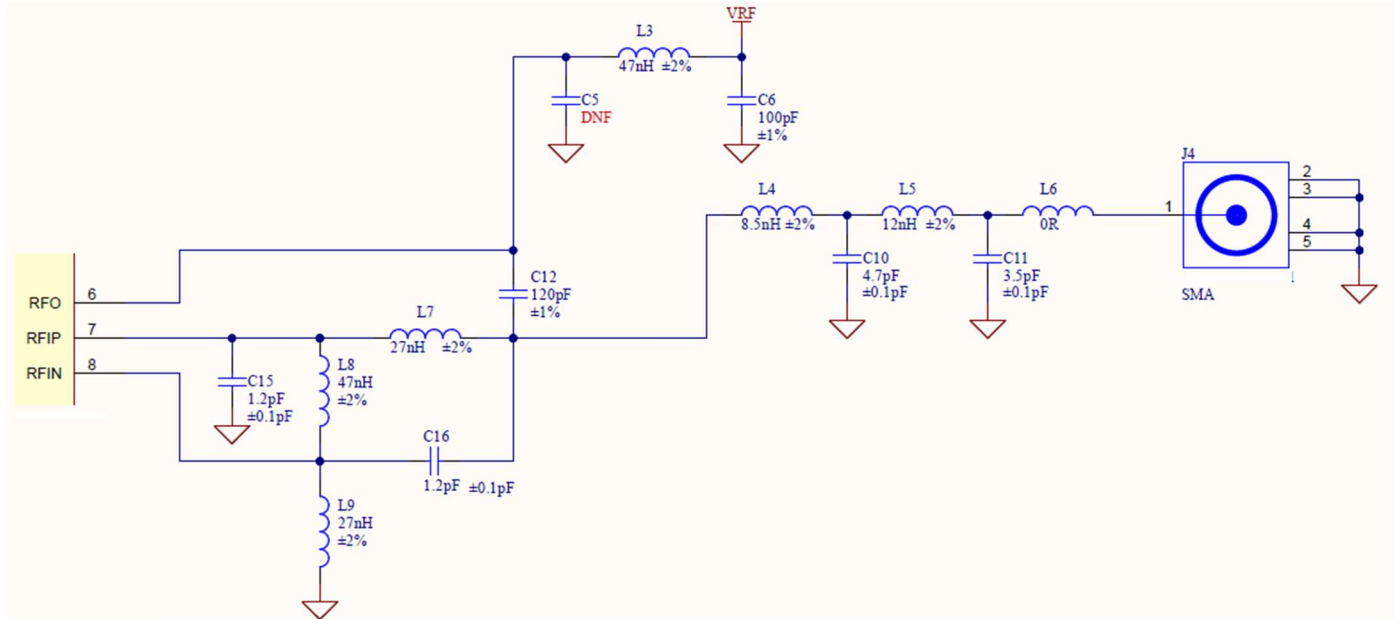 VRF
L3
47nH ±2%
C5
DNF
C6
100pF
±1%
J4
L4
8.5nH ±2%
L5
12nH ±2%
L6
0R
1
2
3
4
5
C10
4.7pF
±0.1pF
C11
3.5pF
±0.1pF
SMA
RFO 6
RFIP 7
RFIN 8
C12
120pF
±1%
L7
27nH ±2%
C15
1.2pF
±0.1pF
L8
47nH
±2%
C16
1.2pF ±0.1pF
L9
27nH
±2%